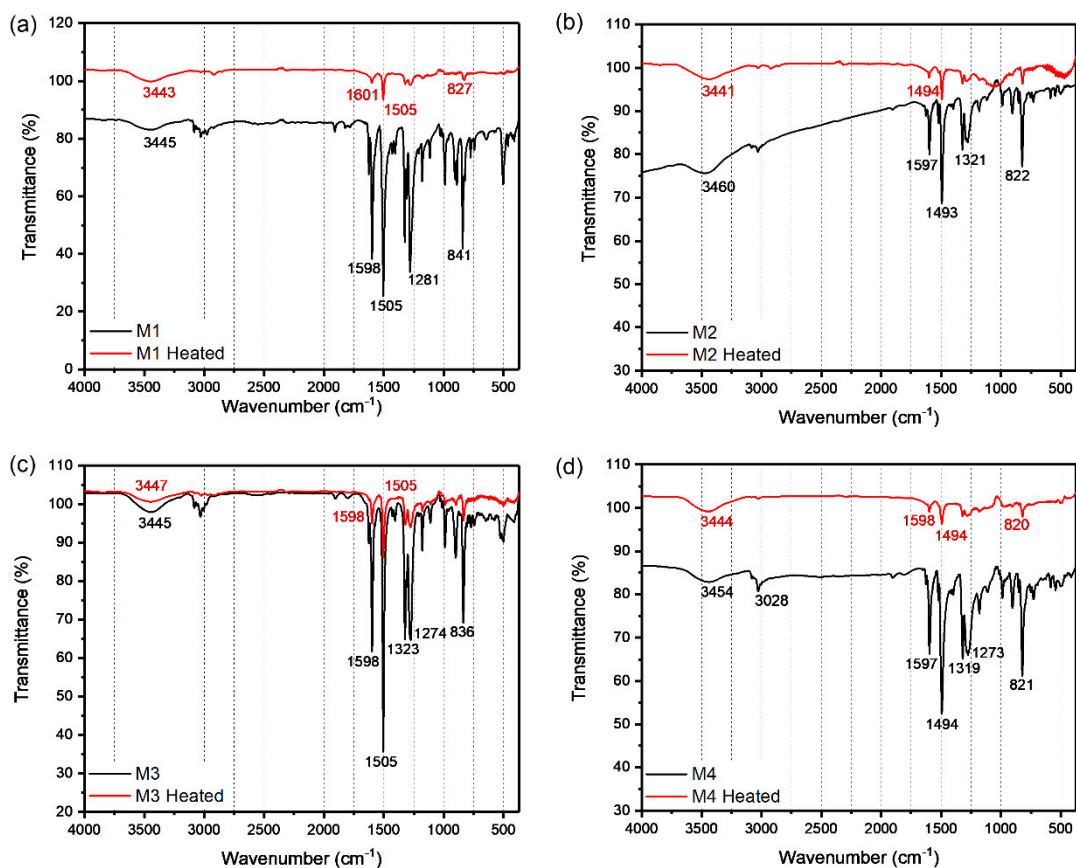 (a)
120
100
80
60
40
20
0
Transmittance (%)
3443
3445
1601
1505
827
1598
1505
1281
841
M1
M1 Heated
4000 3500 3000 2500 2000 1500 1000 500
Wavenumber (cm⁻¹)
(b)
110
100
90
80
70
60
50
40
30
Transmittance (%)
3441
1494
3460
1597
1321
1493
822
M2
M2 Heated
4000 3500 3000 2500 2000 1500 1000 500
Wavenumber (cm⁻¹)
(c)
110
100
90
80
70
60
50
40
30
20
Transmittance (%)
3447
1505
3445
1598
1598
1323
1274
836
1505
M3
M3 Heated
4000 3500 3000 2500 2000 1500 1000 500
Wavenumber (cm⁻¹)
(d)
110
100
90
80
70
60
50
40
30
Transmittance (%)
3444
1598
1494
820
3454
3028
1597
1319
1273
821
1494
M4
M4 Heated
4000 3500 3000 2500 2000 1500 1000 500
Wavenumber (cm⁻¹)